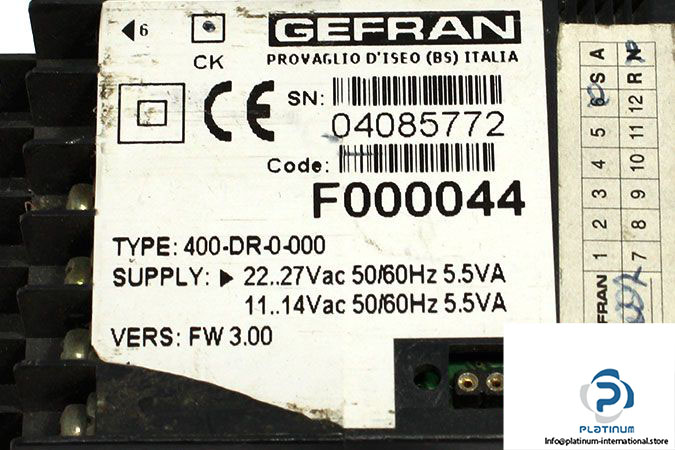 ◀6
CK
GEFRAN
PROVAGLIO D'ISEO (BS) ITALIA
CE
SN:
04085772
Code:
F000044
TYPE: 400-DR-0-000
SUPPLY: ▶ 22..27Vac 50/60Hz 5.5VA
11..14Vac 50/60Hz 5.5VA
VERS: FW 3.00
EFRAN 1 2 3 4 5 6 S A
7 8 9 10 11 12 R N
PLATINUM
Info@platinum-international.store